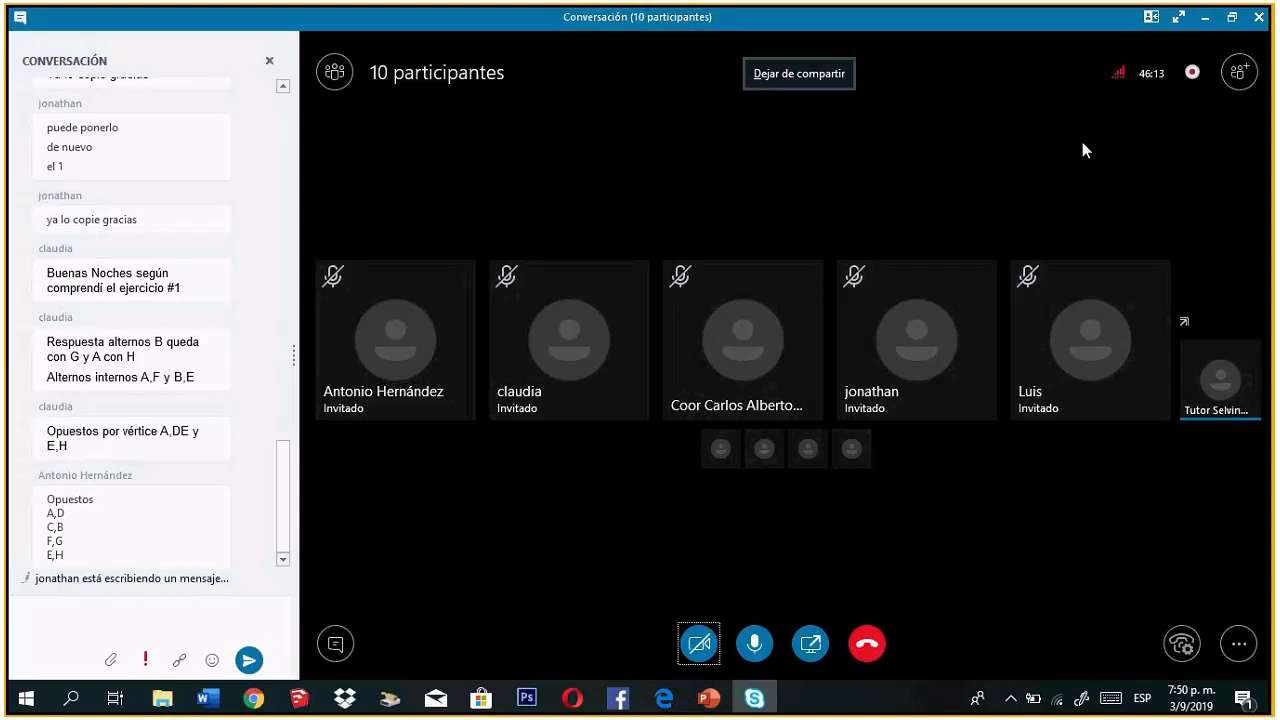 Conversación (10 participantes)
CONVERSACIÓN
jonathan
puede ponerlo
de nuevo
el 1
jonathan
ya lo copie gracias
claudia
Buenas Noches según
comprendí el ejercicio #1
claudia
Respuesta alternos B queda
con G y A con H
Alternos internos A,F y B,E
claudia
Opuestos por vértice A,DE y
E,H
Antonio Hernández
Opuestos
A,D
C,B
F,G
E,H
jonathan está escribiendo un mensaje...
10 participantes
Dejar de compartir
46:13
Antonio Hernández
Invitado
claudia
Invitado
Coor Carlos Alberto...
jonathan
Invitado
Luis
Invitado
Tutor Selvin...
ESP
7:50 p. m.
3/9/2019